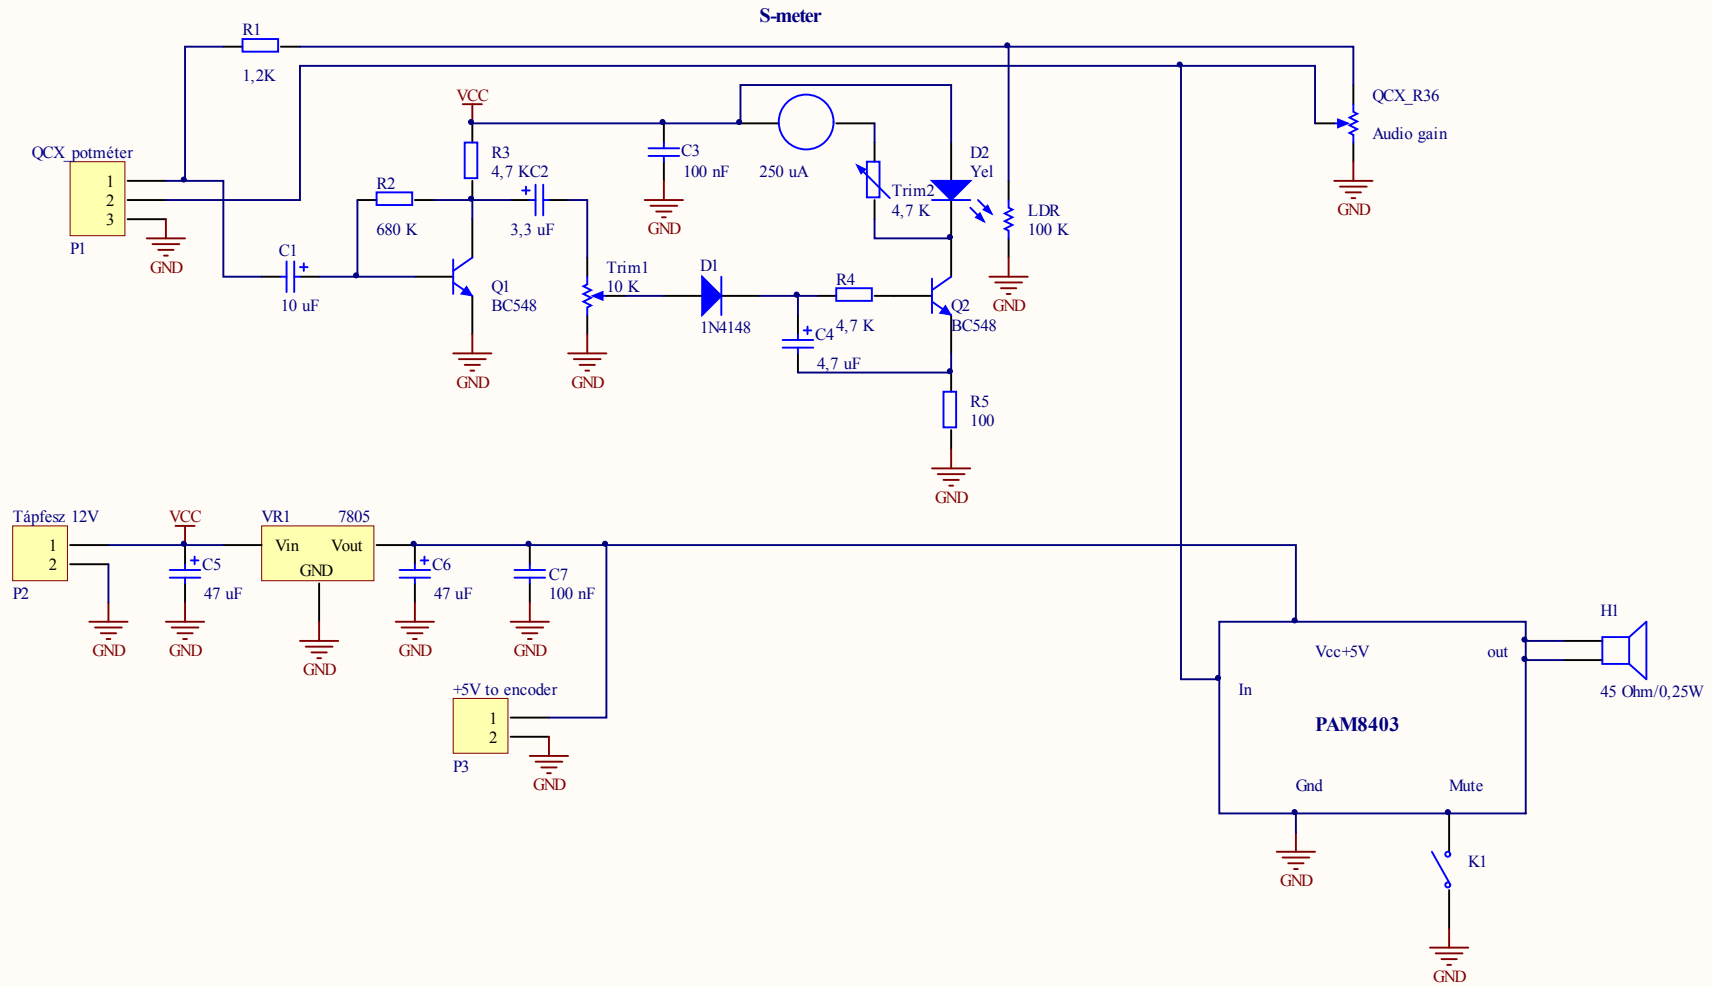 S-meter
R1
1,2K
QCX_R36
Audio gain
GND
QCX_potméter
1
2
3
P1
GND
VCC
R3
4,7 K
C2
3,3 uF
R2
680 K
C1
10 uF
Q1
BC548
GND
C3
100 nF
GND
250 uA
Trim2
4,7 K
D2
Yel
LDR
100 K
GND
Trim1
10 K
GND
D1
1N4148
R4
4,7 K
C4
4,7 uF
Q2
BC548
R5
100
GND
Tápfesz 12V
1
2
P2
GND
VCC
C5
47 uF
GND
VR1
7805
Vin
Vout
GND
GND
C6
47 uF
GND
C7
100 nF
GND
+5V to encoder
1
2
P3
GND
Vcc+5V
out
In
PAM8403
Gnd
Mute
GND
H1
45 Ohm/0,25W
K1
GND